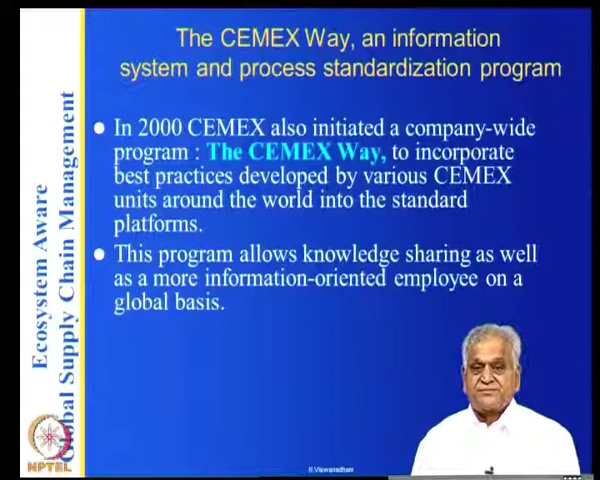 The CEMEX Way, an information
system and process standardization program
In 2000 CEMEX also initiated a company-wide
program : The CEMEX Way, to incorporate
best practices developed by various CEMEX
units around the world into the standard
platforms.
This program allows knowledge sharing as well
as a more information-oriented employee on a
global basis.
Ecosystem Aware
Global Supply Chain Management
NPTEL
N.Viswanadham